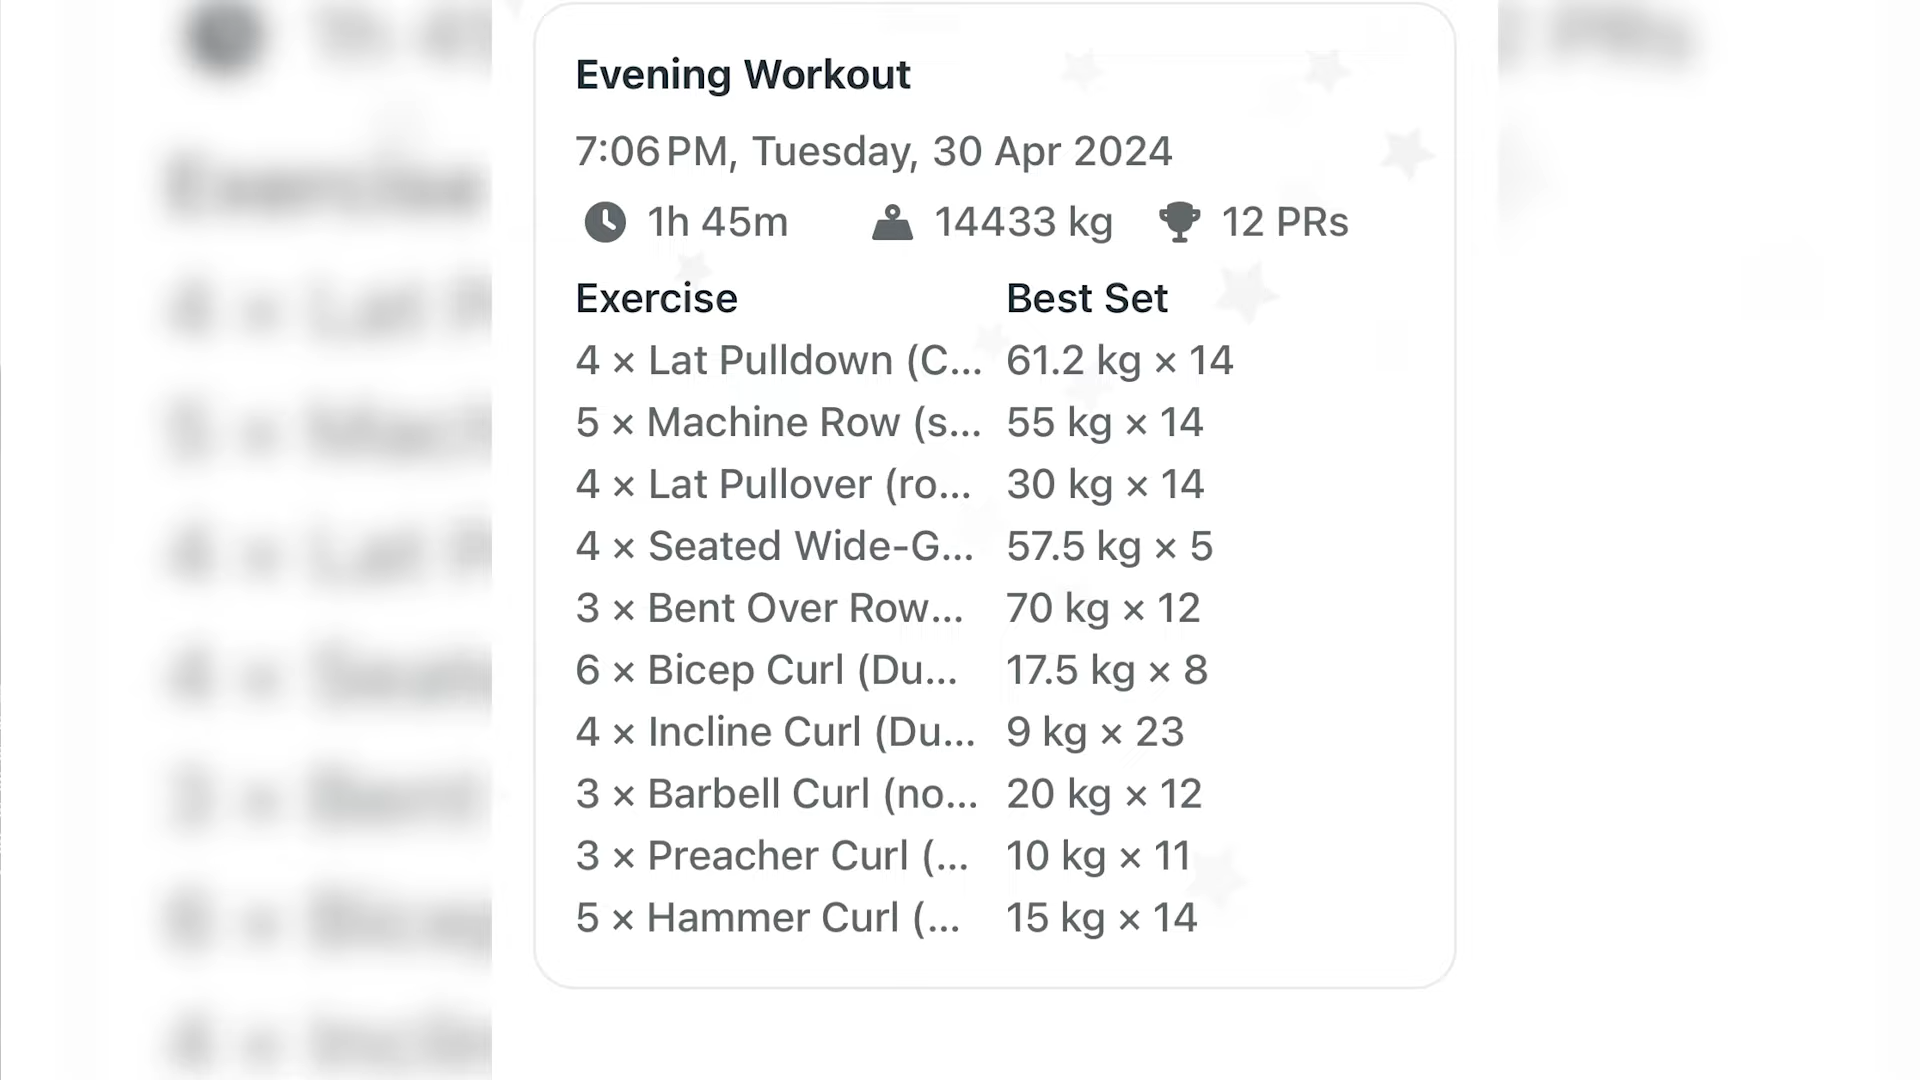 Evening Workout
7:06 PM, Tuesday, 30 Apr 2024
1h 45m 14433 kg 12 PRs
Exercise Best Set
4 × Lat Pulldown (C... 61.2 kg × 14
5 × Machine Row (s... 55 kg × 14
4 × Lat Pullover (ro... 30 kg × 14
4 × Seated Wide-G... 57.5 kg × 5
3 × Bent Over Row... 70 kg × 12
6 × Bicep Curl (Du... 17.5 kg × 8
4 × Incline Curl (Du... 9 kg × 23
3 × Barbell Curl (no... 20 kg × 12
3 × Preacher Curl (... 10 kg × 11
5 × Hammer Curl (... 15 kg × 14